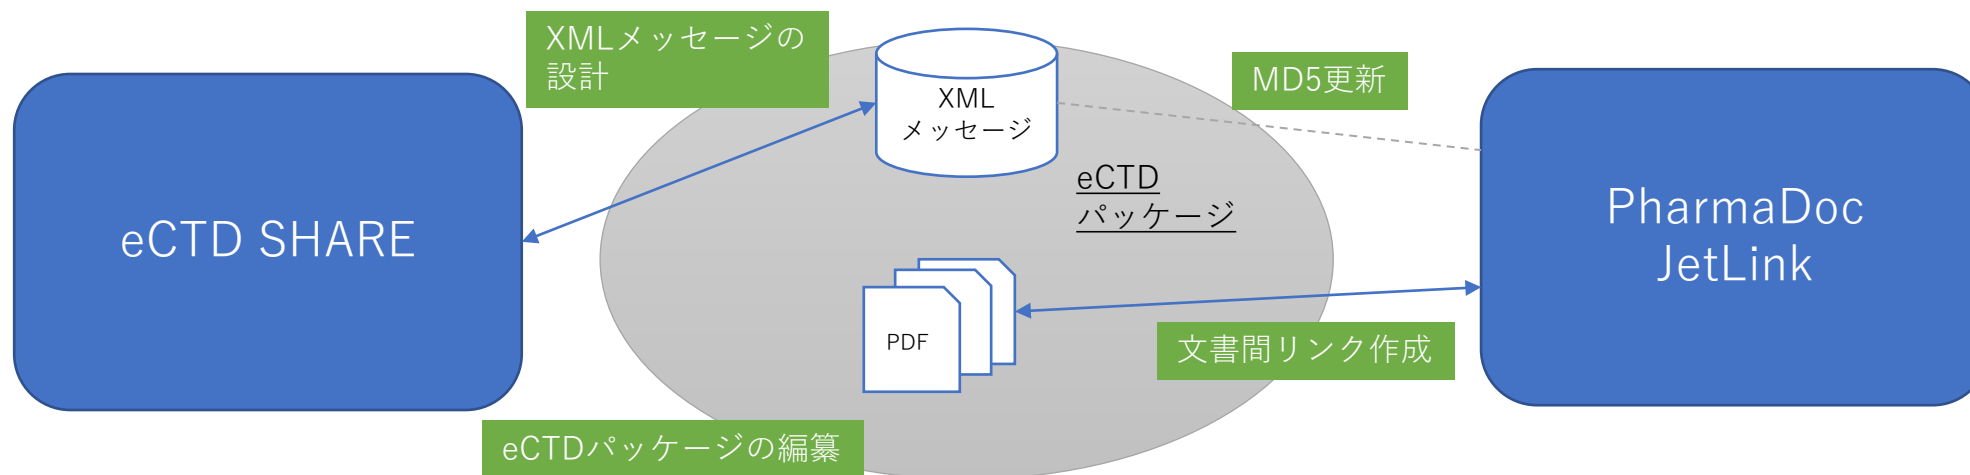 XMLメッセージの
設計
MD5更新
XML
メッセージ
eCTD
パッケージ
eCTD SHARE
PharmaDoc
JetLink
PDF
文書間リンク作成
eCTDパッケージの編纂